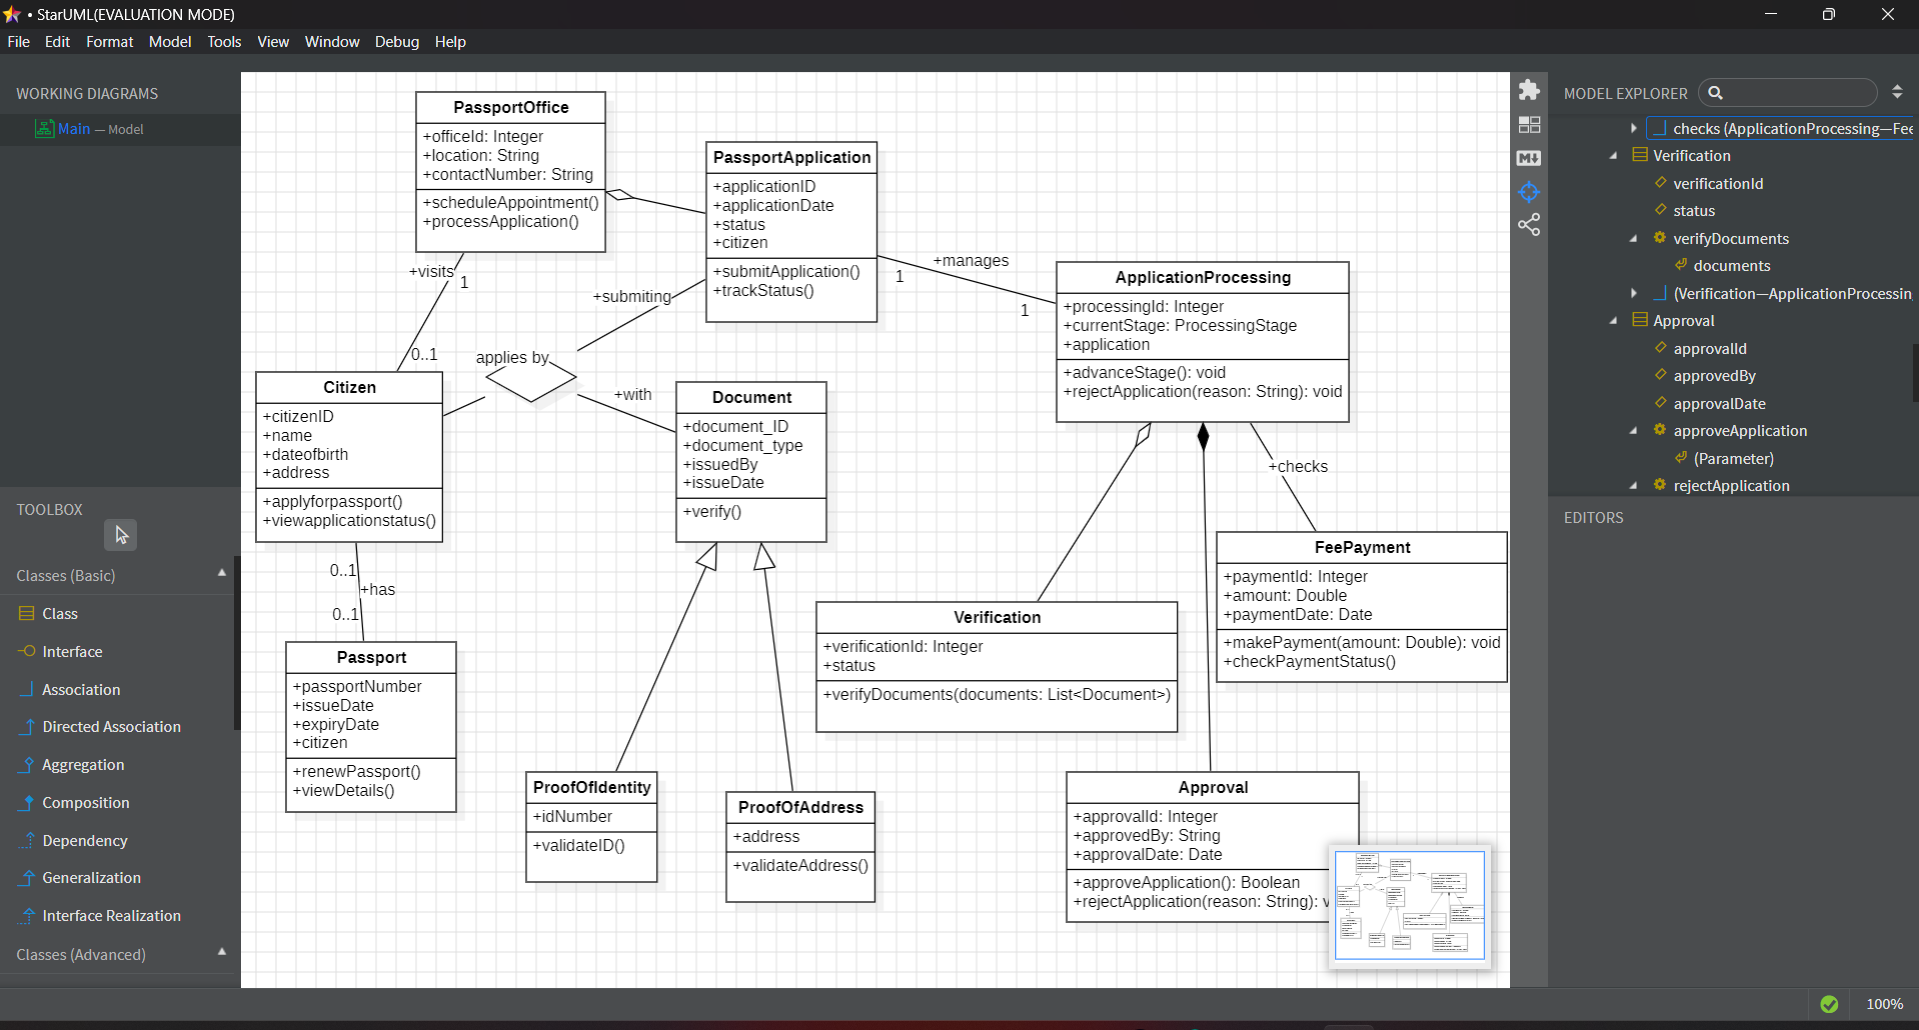 • StarUML(EVALUATION MODE)
File Edit Format Model Tools View Window Debug Help
WORKING DIAGRAMS
Main — Model
TOOLBOX
Classes (Basic)
Class
Interface
Association
Directed Association
Aggregation
Composition
Dependency
Generalization
Interface Realization
Classes (Advanced)
PassportOffice
+officeId: Integer
+location: String
+contactNumber: String
+scheduleAppointment()
+processApplication()
PassportApplication
+applicationID
+applicationDate
+status
+citizen
+submitApplication()
+trackStatus()
+manages
1
1
+visits
1
0..1
+submiting
applies by
+with
ApplicationProcessing
+processingId: Integer
+currentStage: ProcessingStage
+application
+advanceStage(): void
+rejectApplication(reason: String): void
Citizen
+citizenID
+name
+dateofbirth
+address
+applyforpassport()
+viewapplicationstatus()
Document
+document_ID
+document_type
+issuedBy
+issueDate
+verify()
+checks
0..1
+has
0..1
FeePayment
+paymentId: Integer
+amount: Double
+paymentDate: Date
+makePayment(amount: Double): void
+checkPaymentStatus()
Verification
+verificationId: Integer
+status
+verifyDocuments(documents: List<Document>)
Passport
+passportNumber
+issueDate
+expiryDate
+citizen
+renewPassport()
+viewDetails()
ProofOfIdentity
+idNumber
+validateID()
ProofOfAddress
+address
+validateAddress()
Approval
+approvalId: Integer
+approvedBy: String
+approvalDate: Date
+approveApplication(): Boolean
+rejectApplication(reason: String): v
MODEL EXPLORER
checks (ApplicationProcessing—Fee
Verification
verificationId
status
verifyDocuments
documents
(Verification—ApplicationProcessin
Approval
approvalId
approvedBy
approvalDate
approveApplication
(Parameter)
rejectApplication
EDITORS
M
100%